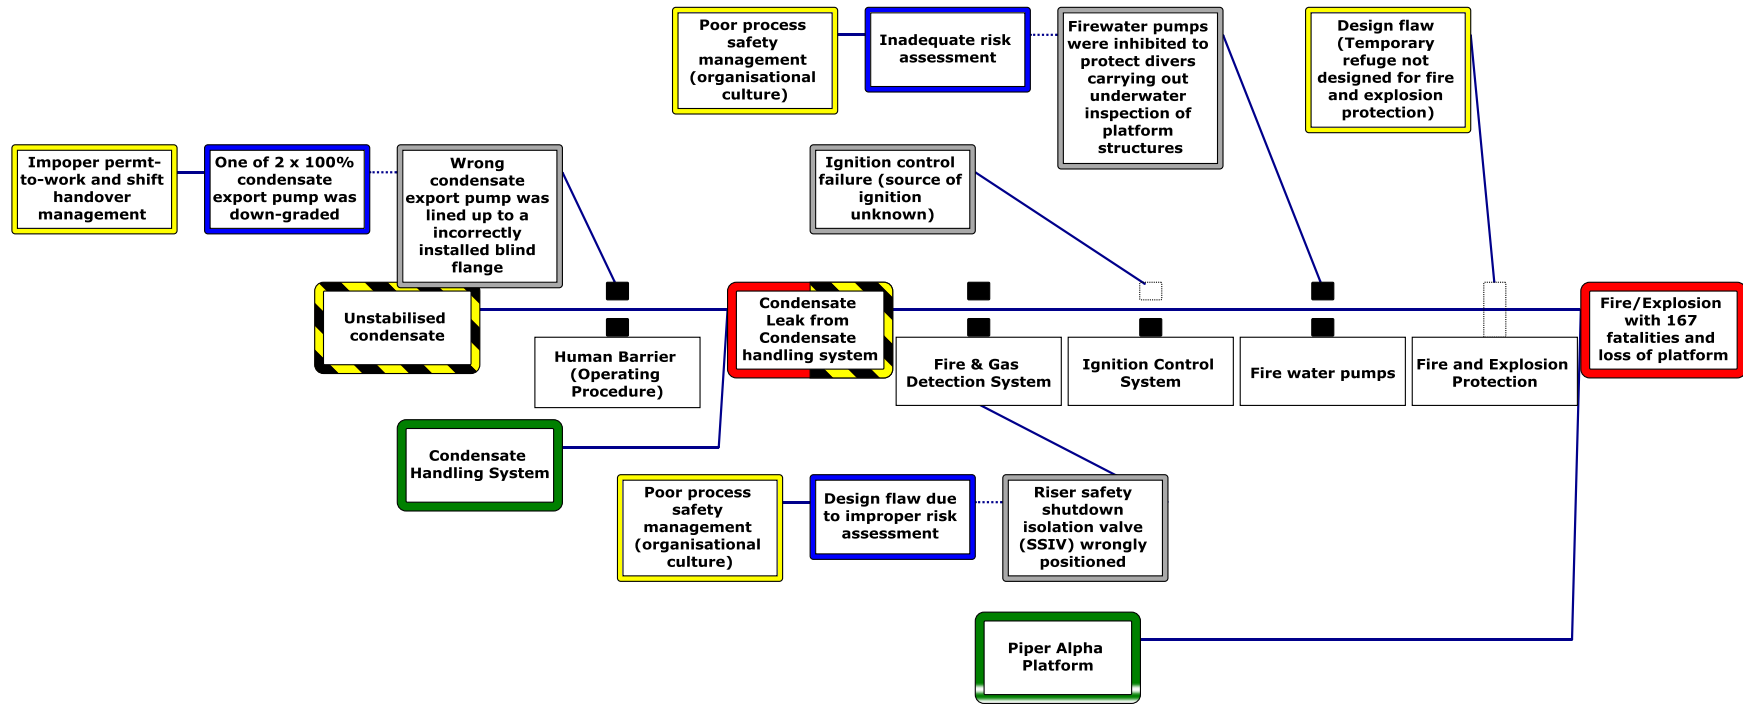 Poor process
safety
management
(organisational
culture)
Inadequate risk
assessment
Firewater pumps
were inhibited to
protect divers
carrying out
underwater
inspection of
platform
structures
Design flaw
(Temporary
refuge not
designed for fire
and explosion
protection)
Impoper permt-
to-work and shift
handover
management
One of 2 x 100%
condensate
export pump was
down-graded
Wrong
condensate
export pump was
lined up to a
incorrectly
installed blind
flange
Ignition control
failure (source of
ignition
unknown)
Unstabilised
condensate
Human Barrier
(Operating
Procedure)
Condensate
Leak from
Condensate
handling system
Fire & Gas
Detection System
Ignition Control
System
Fire water pumps
Fire and Explosion
Protection
Fire/Explosion
with 167
fatalities and
loss of platform
Condensate
Handling System
Poor process
safety
management
(organisational
culture)
Design flaw due
to improper risk
assessment
Riser safety
shutdown
isolation valve
(SSIV) wrongly
positioned
Piper Alpha
Platform